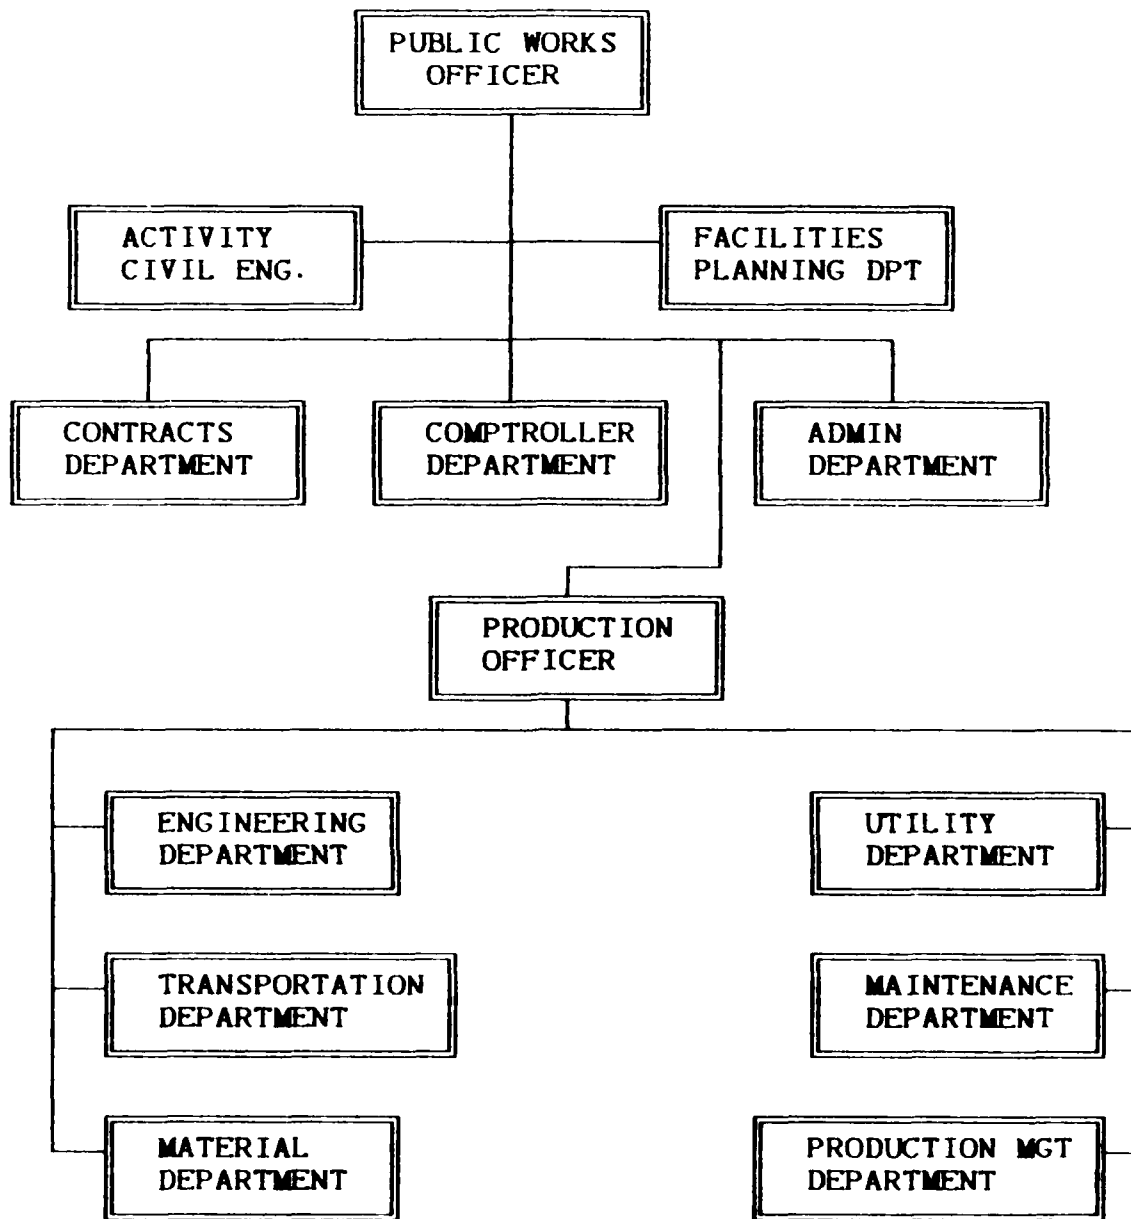 PUBLIC WORKS
OFFICER
ACTIVITY
CIVIL ENG.
FACILITIES
PLANNING DPT
CONTRACTS
DEPARTMENT
COMPTROLLER
DEPARTMENT
ADMIN
DEPARTMENT
PRODUCTION
OFFICER
ENGINEERING
DEPARTMENT
UTILITY
DEPARTMENT
TRANSPORTATION
DEPARTMENT
MAINTENANCE
DEPARTMENT
MATERIAL
DEPARTMENT
PRODUCTION MGT
DEPARTMENT